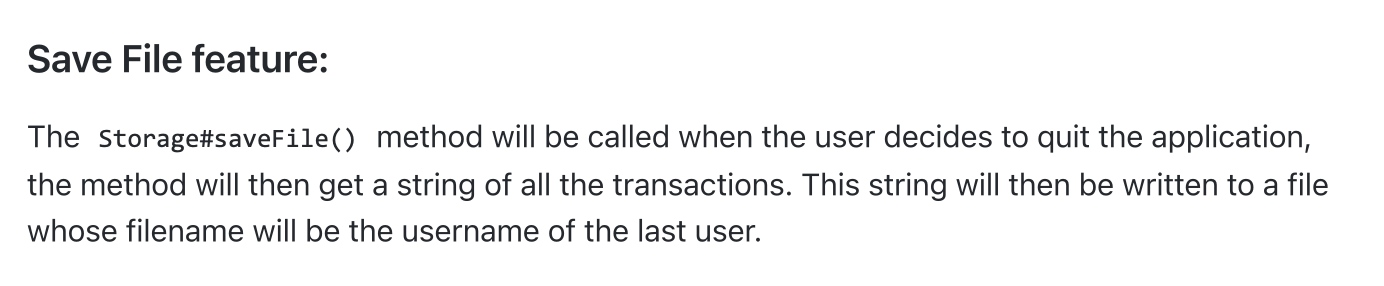 Save File feature:
The Storage#saveFile() method will be called when the user decides to quit the application,
the method will then get a string of all the transactions. This string will then be written to a file
whose filename will be the username of the last user.